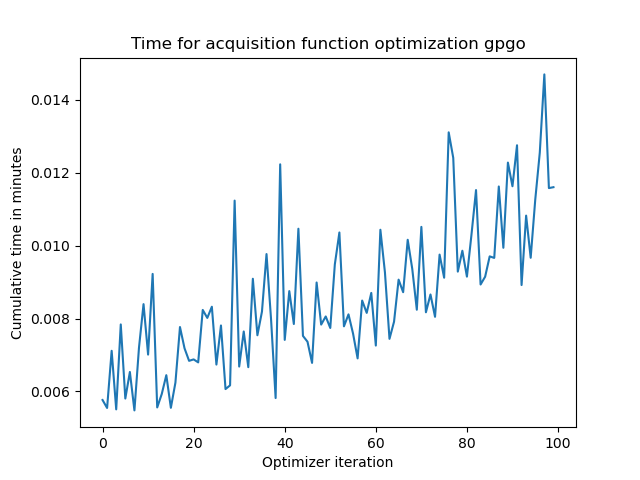 Time for acquisition function optimization gpgo
0.014
0.012
0.010
0.008
0.006
Cumulative time in minutes
0 20 40 60 80 100
Optimizer iteration